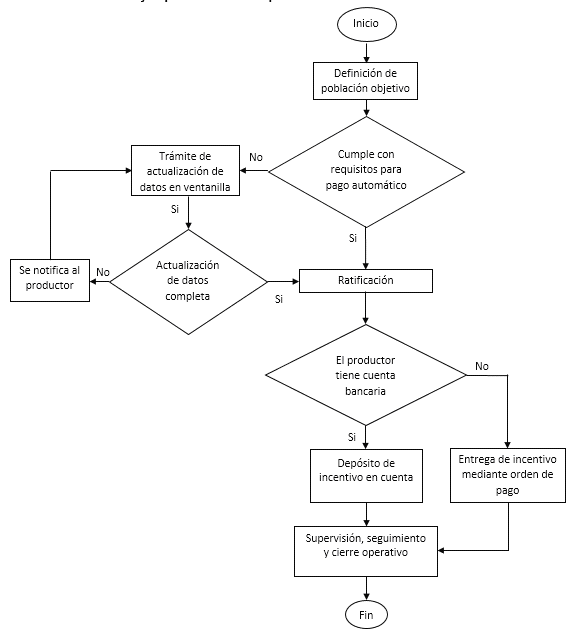 Inicio
Definición de
población objetivo
Cumple con
requisitos para
pago automático
No
Trámite de
actualización de
datos en ventanilla
Si
Si
Actualización
de datos
completa
No
Se notifica al
productor
Si
Ratificación
El productor
tiene cuenta
bancaria
No
Si
Depósito de
incentivo en cuenta
Entrega de incentivo
mediante orden de
pago
Supervisión, seguimiento
y cierre operativo
Fin